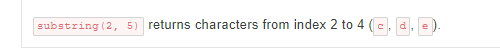 substring(2, 5) returns characters from index 2 to 4 (c, d, e).